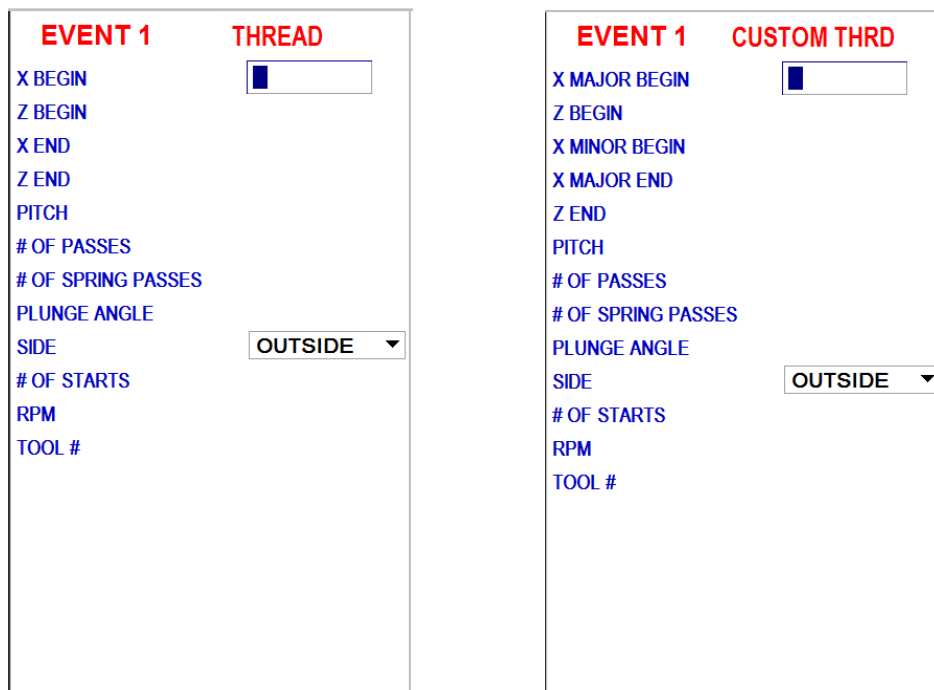 EVENT 1 THREAD
X BEGIN
Z BEGIN
X END
Z END
PITCH
# OF PASSES
# OF SPRING PASSES
PLUNGE ANGLE
SIDE OUTSIDE
# OF STARTS
RPM
TOOL #
EVENT 1 CUSTOM THRD
X MAJOR BEGIN
Z BEGIN
X MINOR BEGIN
X MAJOR END
Z END
PITCH
# OF PASSES
# OF SPRING PASSES
PLUNGE ANGLE
SIDE OUTSIDE
# OF STARTS
RPM
TOOL #